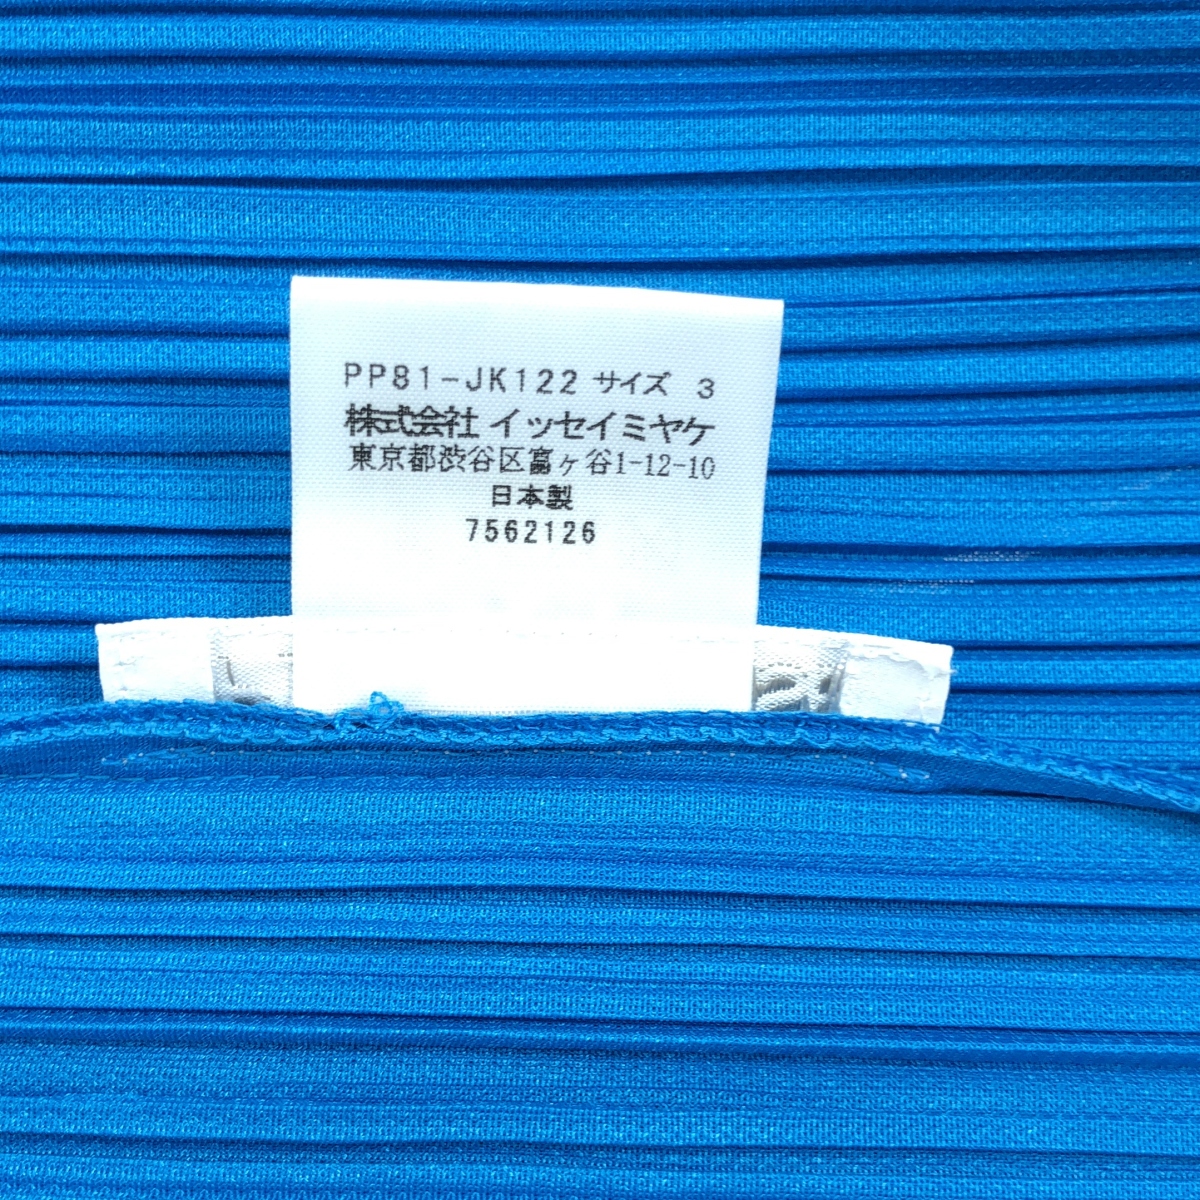 PP81-JK122 サイズ 3
株式会社 イッセイミヤケ
東京都渋谷区富ヶ谷1-12-10
日本製
7562126